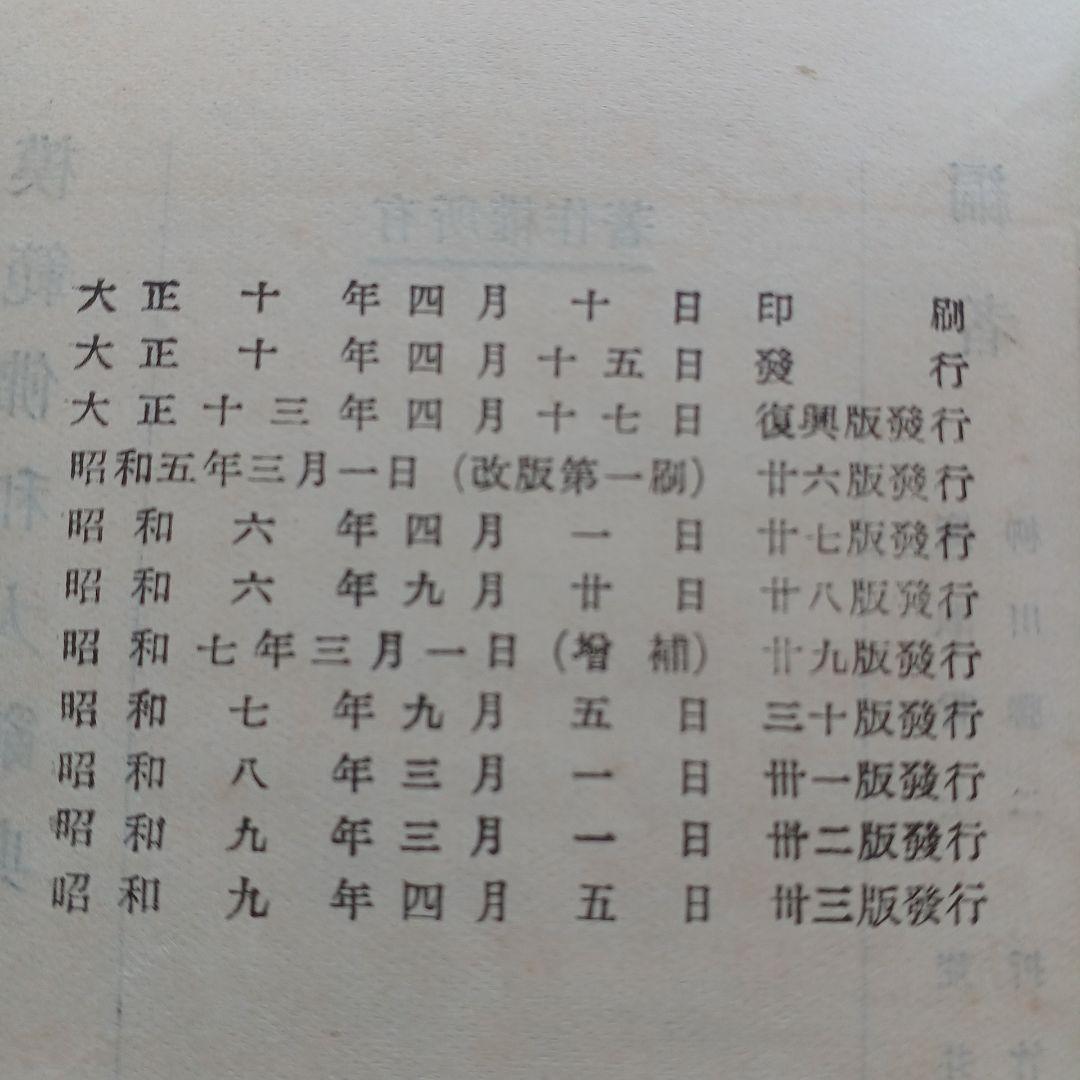 大正十年四月十日印刷
大正十年四月十五日發行
大正十三年四月十七日復興版發行
昭和五年三月一日（改版第一刷）廿六版發行
昭和六年四月一日廿七版發行
昭和六年九月廿日廿八版發行
昭和七年三月一日（增補）廿九版發行
昭和七年九月五日三十版發行
昭和八年三月一日卅一版發行
昭和九年三月一日卅二版發行
昭和九年四月五日卅三版發行